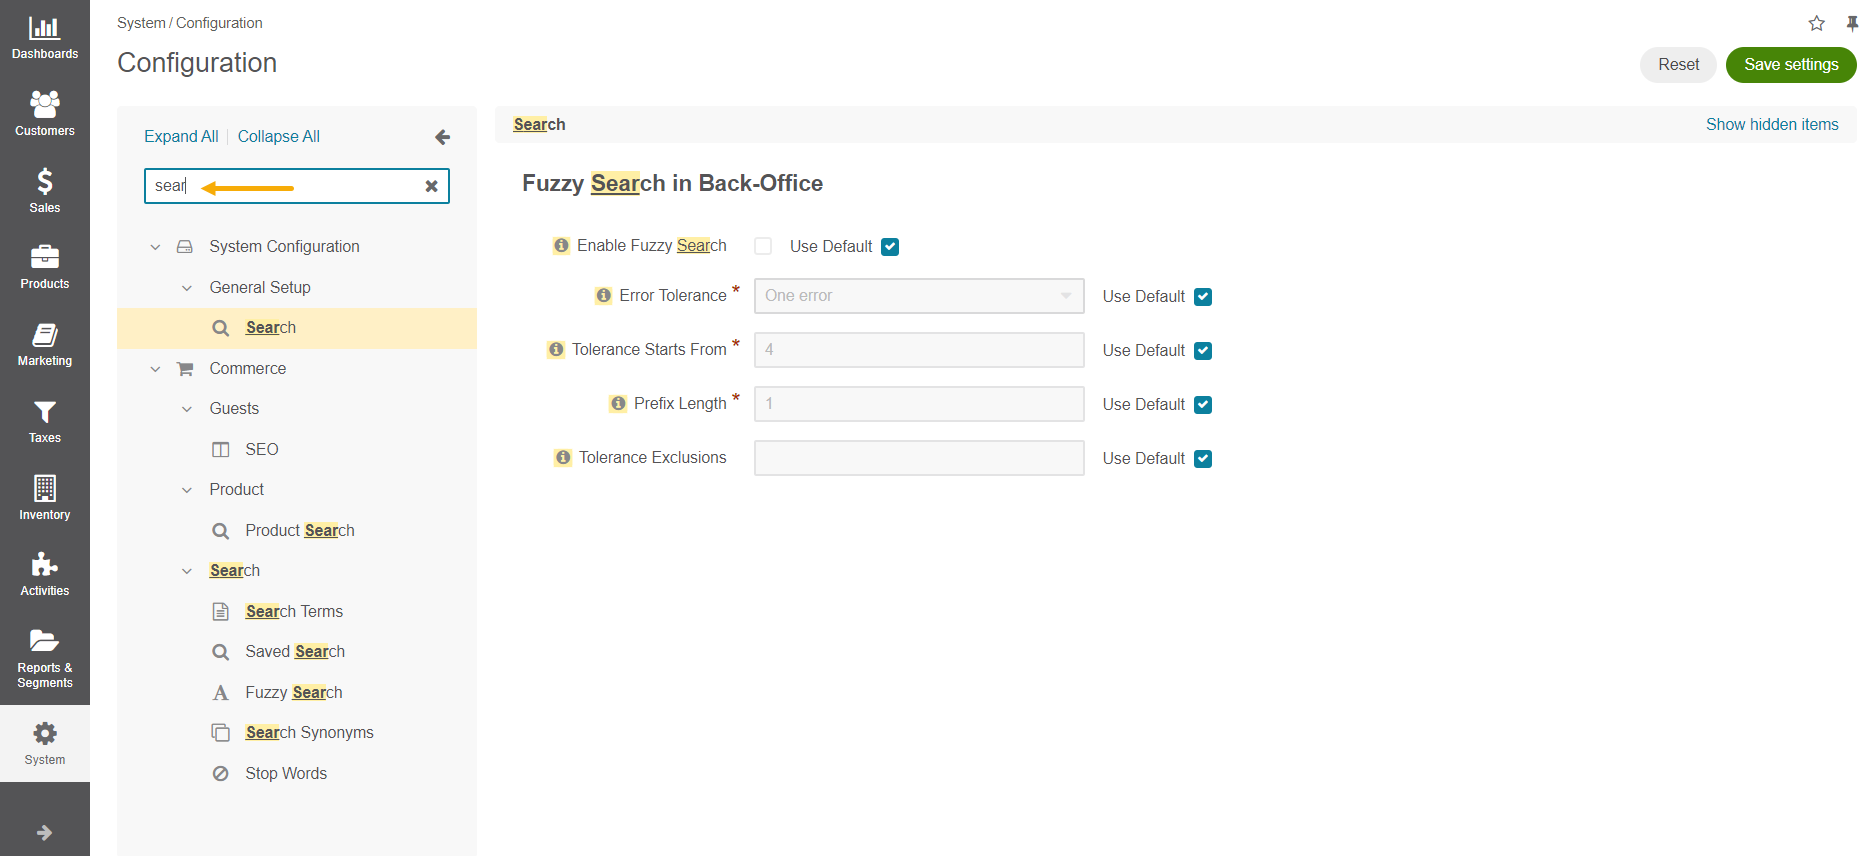 Dashboards
Customers
Sales
Products
Marketing
Taxes
Inventory
Activities
Reports &
Segments
System
System / Configuration
Configuration
Reset
Save settings
Expand All
Collapse All
sear
System Configuration
General Setup
Search
Commerce
Guests
SEO
Product
Product Search
Search
Search Terms
Saved Search
Fuzzy Search
Search Synonyms
Stop Words
Search
Show hidden items
Fuzzy Search in Back-Office
Enable Fuzzy Search
Use Default
Error Tolerance *
One error
Use Default
Tolerance Starts From *
4
Use Default
Prefix Length *
1
Use Default
Tolerance Exclusions
Use Default